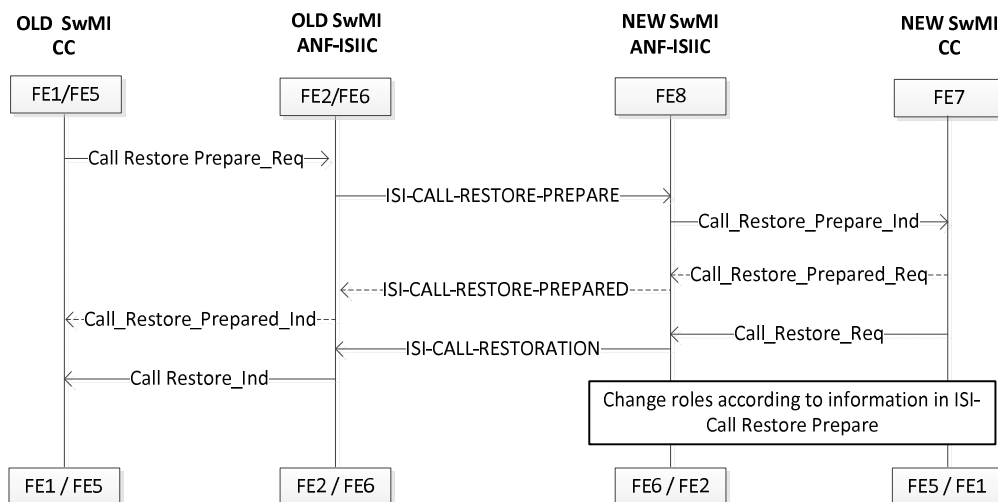 OLD SwMI
CC
OLD SwMI
ANF-ISIIC
NEW SwMI
ANF-ISIIC
NEW SwMI
CC
FE1/FE5
FE2/FE6
FE8
FE7
Call Restore Prepare_Req
ISI-CALL-RESTORE-PREPARE
Call_Restore_Prepare_Ind
Call_Restore_Prepared_Req
ISI-CALL-RESTORE-PREPARED
Call_Restore_Prepared_Ind
Call_Restore_Req
ISI-CALL-RESTORATION
Call Restore_Ind
Change roles according to information in ISI-
Call Restore Prepare
FE1 / FE5
FE2 / FE6
FE6 / FE2
FE5 / FE1